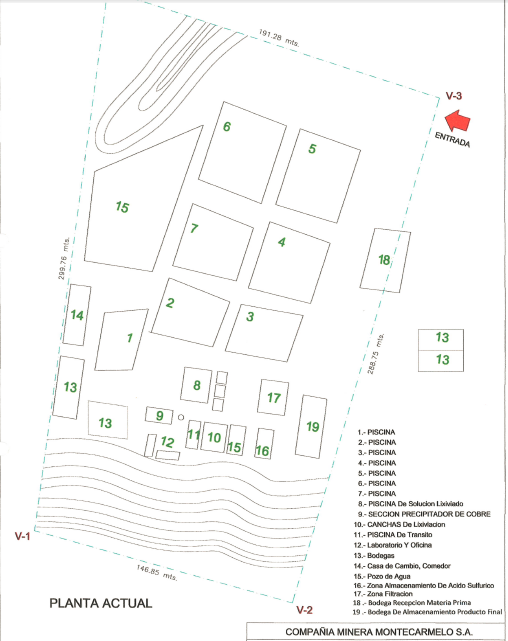 191.28 mts.
V-3
ENTRADA
6
5
15
7
4
18
299.76 mts.
2
3
14
1
13
13
288.75 mts.
13
8
17
13
9
11
10
15
16
19
12
1.- PISCINA
2.- PISCINA
3.- PISCINA
4.- PISCINA
5.- PISCINA
6.- PISCINA
7.- PISCINA
8.- PISCINA De Solucion Lixiviado
9.- SECCION PRECIPITADOR DE COBRE
10.- CANCHAS De Lixiviacion
11.- PISCINA De Transito
12.- Laboratorio Y Oficina
13.- Bodegas
14.- Casa de Cambio, Comedor
15.- Pozo de Agua
16.- Zona Almacenamiento De Acido Sulfurico
17.- Zona Filtracion
18 .- Bodega Recepcion Materia Prima
19 .- Bodega De Almacenamiento Producto Final
V-1
146.85 mts.
V-2
PLANTA ACTUAL
COMPAÑIA MINERA MONTECARMELO S.A.